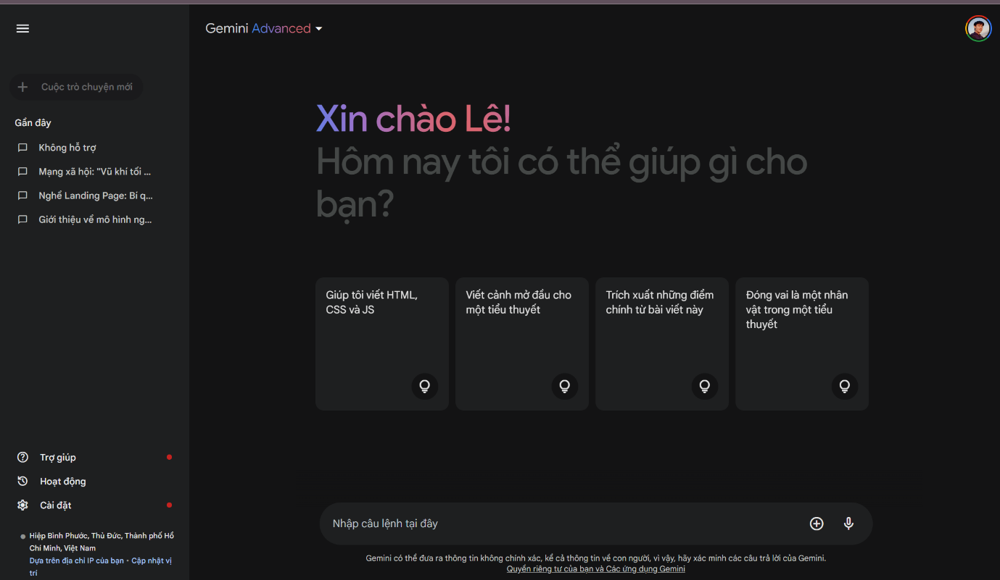 Gemini Advanced
Cuộc trò chuyện mới
Gần đây
Không hỗ trợ
Mạng xã hội: "Vũ khí tối ...
Nghề Landing Page: Bí q...
Giới thiệu về mô hình ng...
Xin chào Lê!
Hôm nay tôi có thể giúp gì cho
bạn?
Giúp tôi viết HTML,
CSS và JS
Viết cảnh mở đầu cho
một tiểu thuyết
Trích xuất những điểm
chính từ bài viết này
Đóng vai là một nhân
vật trong một tiểu
thuyết
Trợ giúp
Hoạt động
Cài đặt
Hiệp Bình Phước, Thủ Đức, Thành phố Hồ
Chí Minh, Việt Nam
Dựa trên địa chỉ IP của bạn • Cập nhật vị
trí
Nhập câu lệnh tại đây
Gemini có thể đưa ra thông tin không chính xác, kể cả thông tin về con người, vì vậy, hãy xác minh các câu trả lời của Gemini.
Quyền riêng tư của bạn và Các ứng dụng Gemini